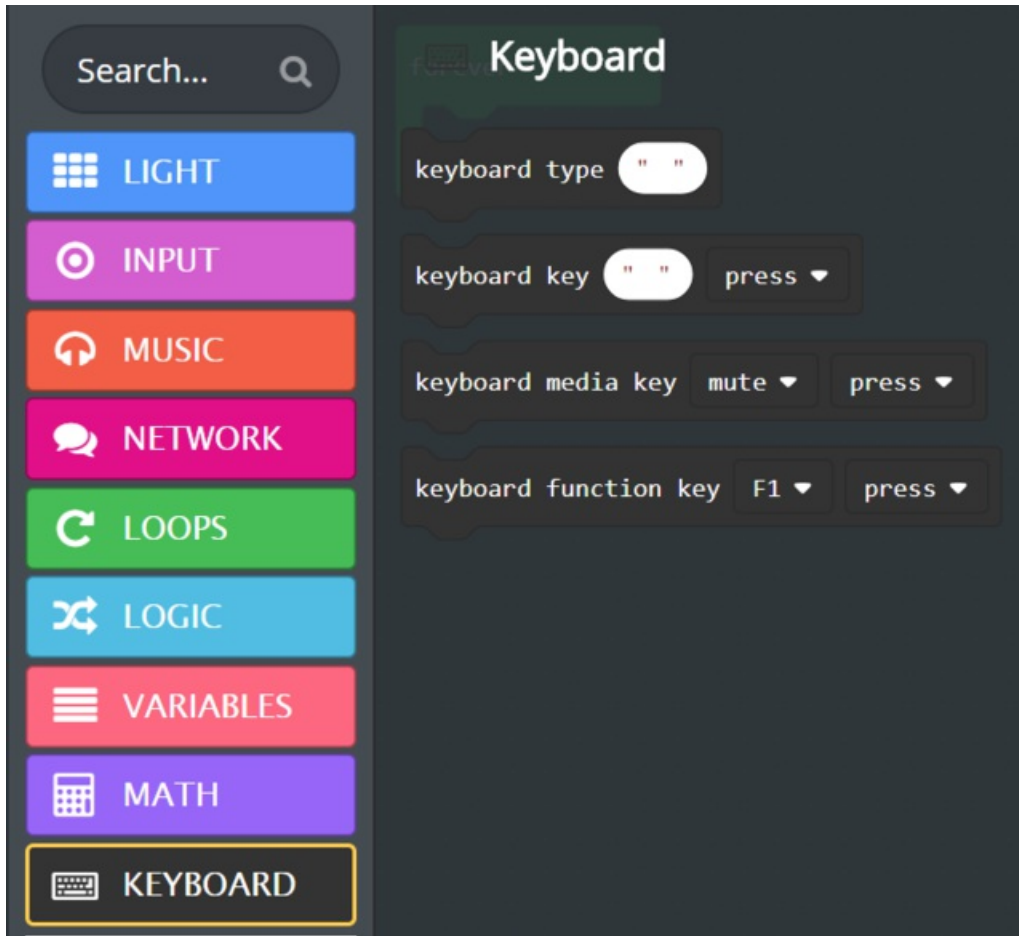 Search...
LIGHT
INPUT
MUSIC
NETWORK
LOOPS
LOGIC
VARIABLES
MATH
KEYBOARD
Keyboard
forever
keyboard type " "
keyboard key " " press
keyboard media key mute press
keyboard function key F1 press